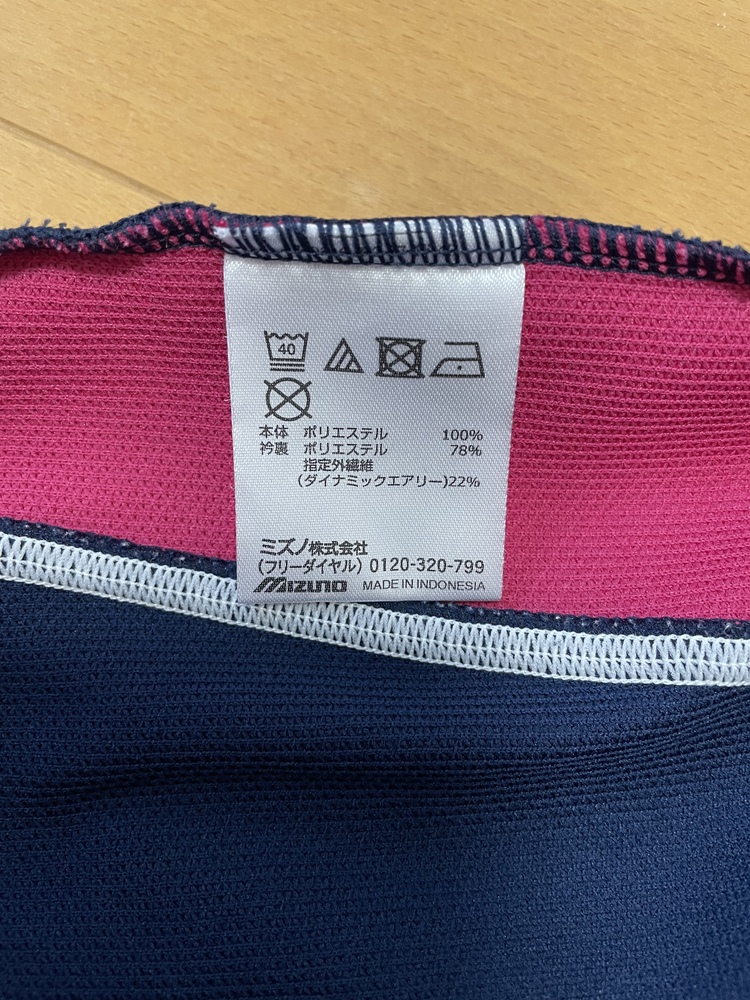 40
本体 ポリエステル 100%
衿裏 ポリエステル 78%
指定外繊維
(ダイナミックエアリー)22%
ミズノ株式会社
(フリーダイヤル) 0120-320-799
MIZUNO MADE IN INDONESIA